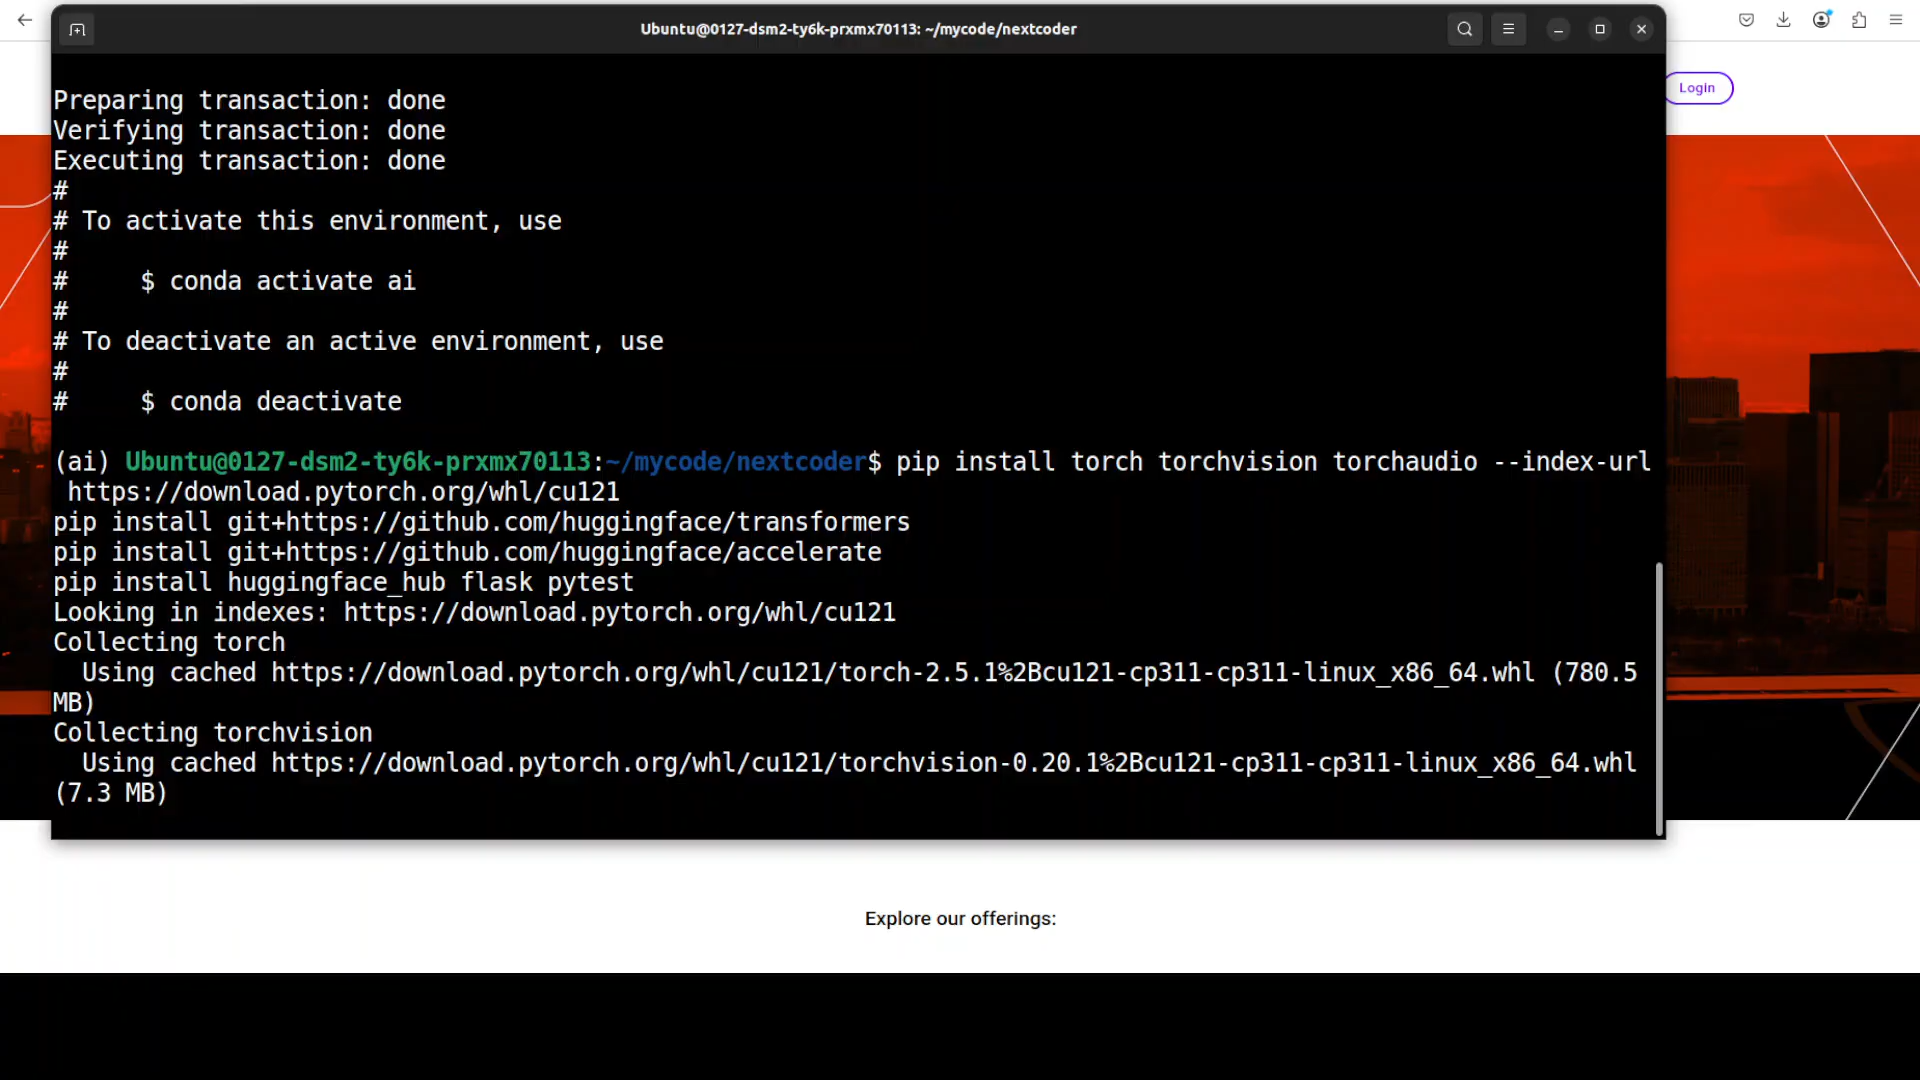 Ubuntu@0127-dsm2-ty6k-prxmx70113: ~/mycode/nextcoder
Login
Preparing transaction: done
Verifying transaction: done
Executing transaction: done
#
# To activate this environment, use
#
#     $ conda activate ai
#
# To deactivate an active environment, use
#
#     $ conda deactivate
(ai) Ubuntu@0127-dsm2-ty6k-prxmx70113:~/mycode/nextcoder$ pip install torch torchvision torchaudio --index-url
 https://download.pytorch.org/whl/cu121
pip install git+https://github.com/huggingface/transformers
pip install git+https://github.com/huggingface/accelerate
pip install huggingface_hub flask pytest
Looking in indexes: https://download.pytorch.org/whl/cu121
Collecting torch
  Using cached https://download.pytorch.org/whl/cu121/torch-2.5.1%2Bcu121-cp311-cp311-linux_x86_64.whl (780.5
MB)
Collecting torchvision
  Using cached https://download.pytorch.org/whl/cu121/torchvision-0.20.1%2Bcu121-cp311-cp311-linux_x86_64.whl
(7.3 MB)
Explore our offerings: